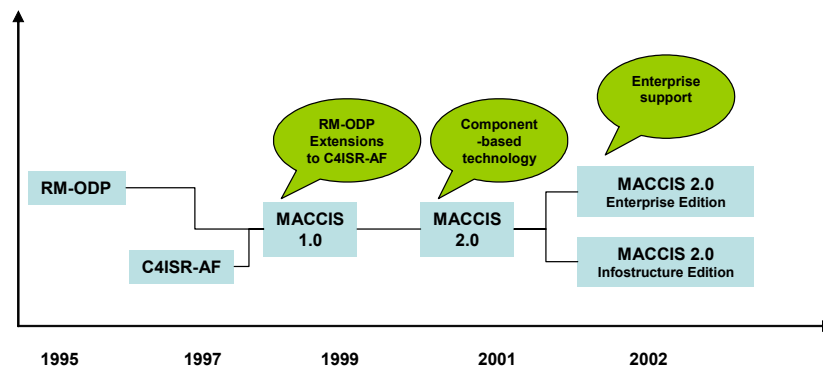 Enterprise
support
RM-ODP
Extensions
to C4ISR-AF
Component
-based
technology
RM-ODP
MACCIS 2.0
Enterprise Edition
MACCIS
1.0
MACCIS
2.0
C4ISR-AF
MACCIS 2.0
Infostructure Edition
1995
1997
1999
2001
2002